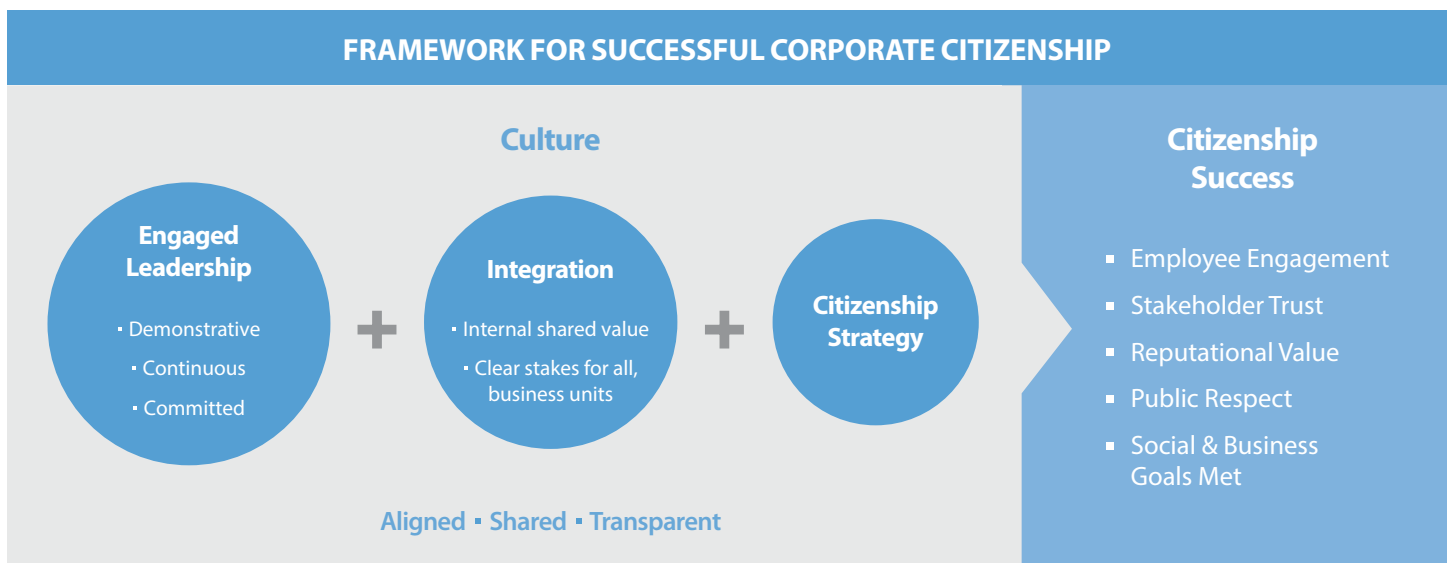 FRAMEWORK FOR SUCCESSFUL CORPORATE CITIZENSHIP
Culture
Engaged
Leadership
▪ Demonstrative
▪ Continuous
▪ Committed
+
Integration
▪ Internal shared value
▪ Clear stakes for all,
business units
+
Citizenship
Strategy
Aligned ▪ Shared ▪ Transparent
Citizenship
Success
▪ Employee Engagement
▪ Stakeholder Trust
▪ Reputational Value
▪ Public Respect
▪ Social & Business
Goals Met